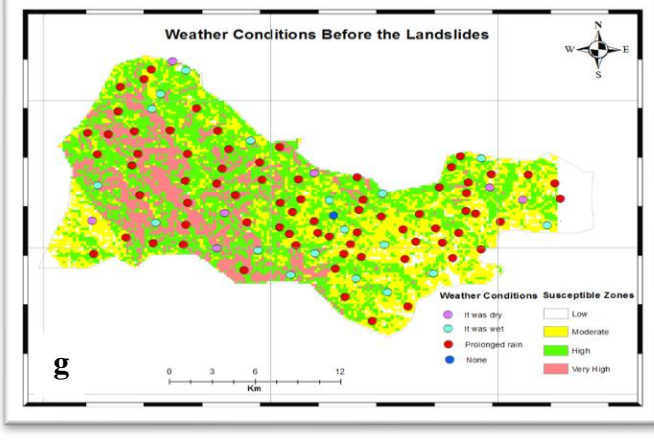 Weather Conditions Before the Landslides
N
W E
S
Weather Conditions Susceptible Zones
It was dry Low
It was wet Moderate
Prolonged rain High
None Very High
g
0 3 6 12
Km